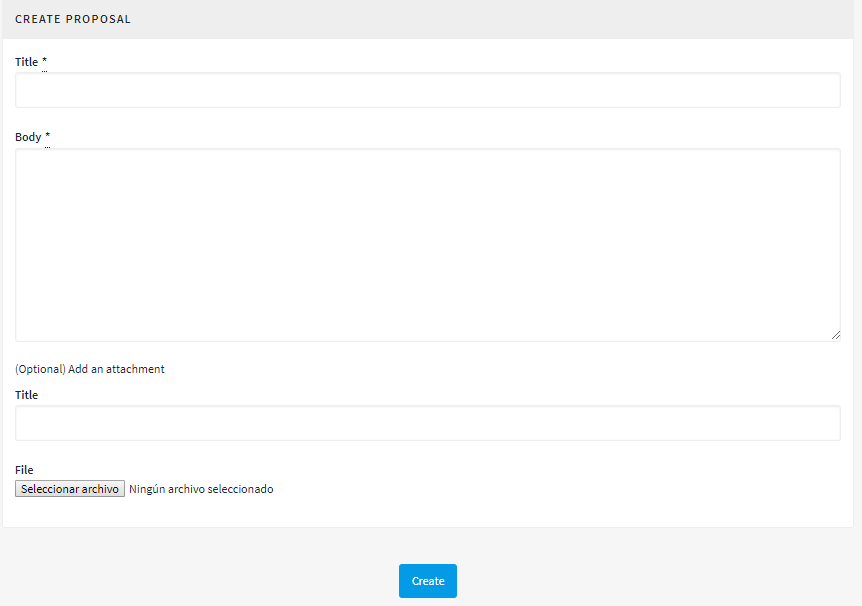 CREATE PROPOSAL
Title *
Body *
(Optional) Add an attachment
Title
File
Seleccionar archivo Ningún archivo seleccionado
Create